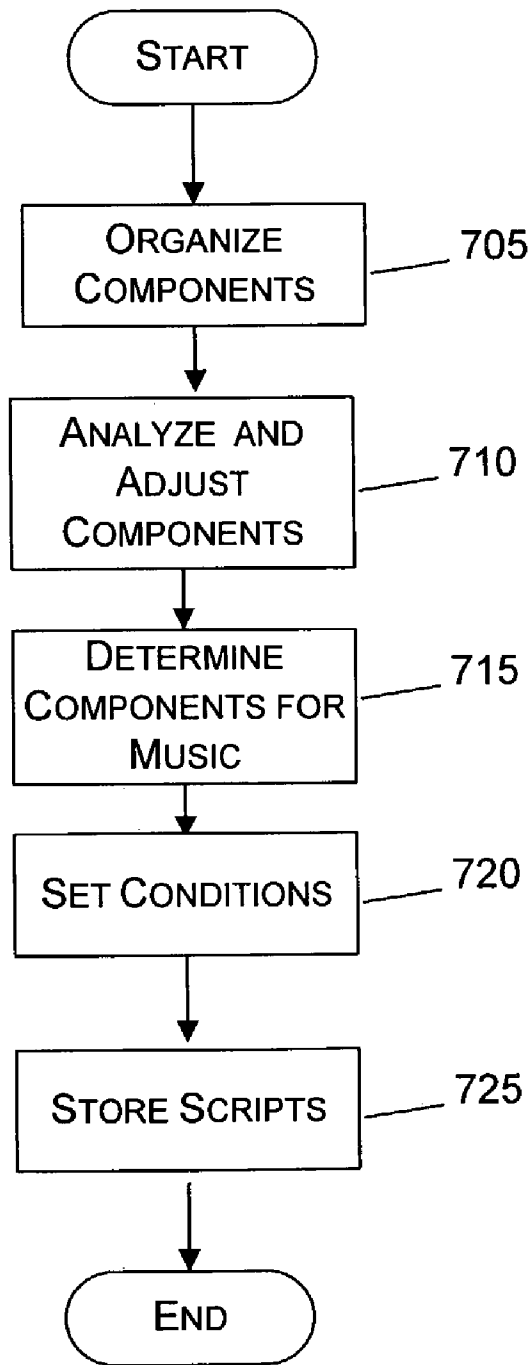 START
ORGANIZE
COMPONENTS
705
ANALYZE AND
ADJUST
COMPONENTS
710
DETERMINE
COMPONENTS FOR
MUSIC
715
SET CONDITIONS
720
STORE SCRIPTS
725
END